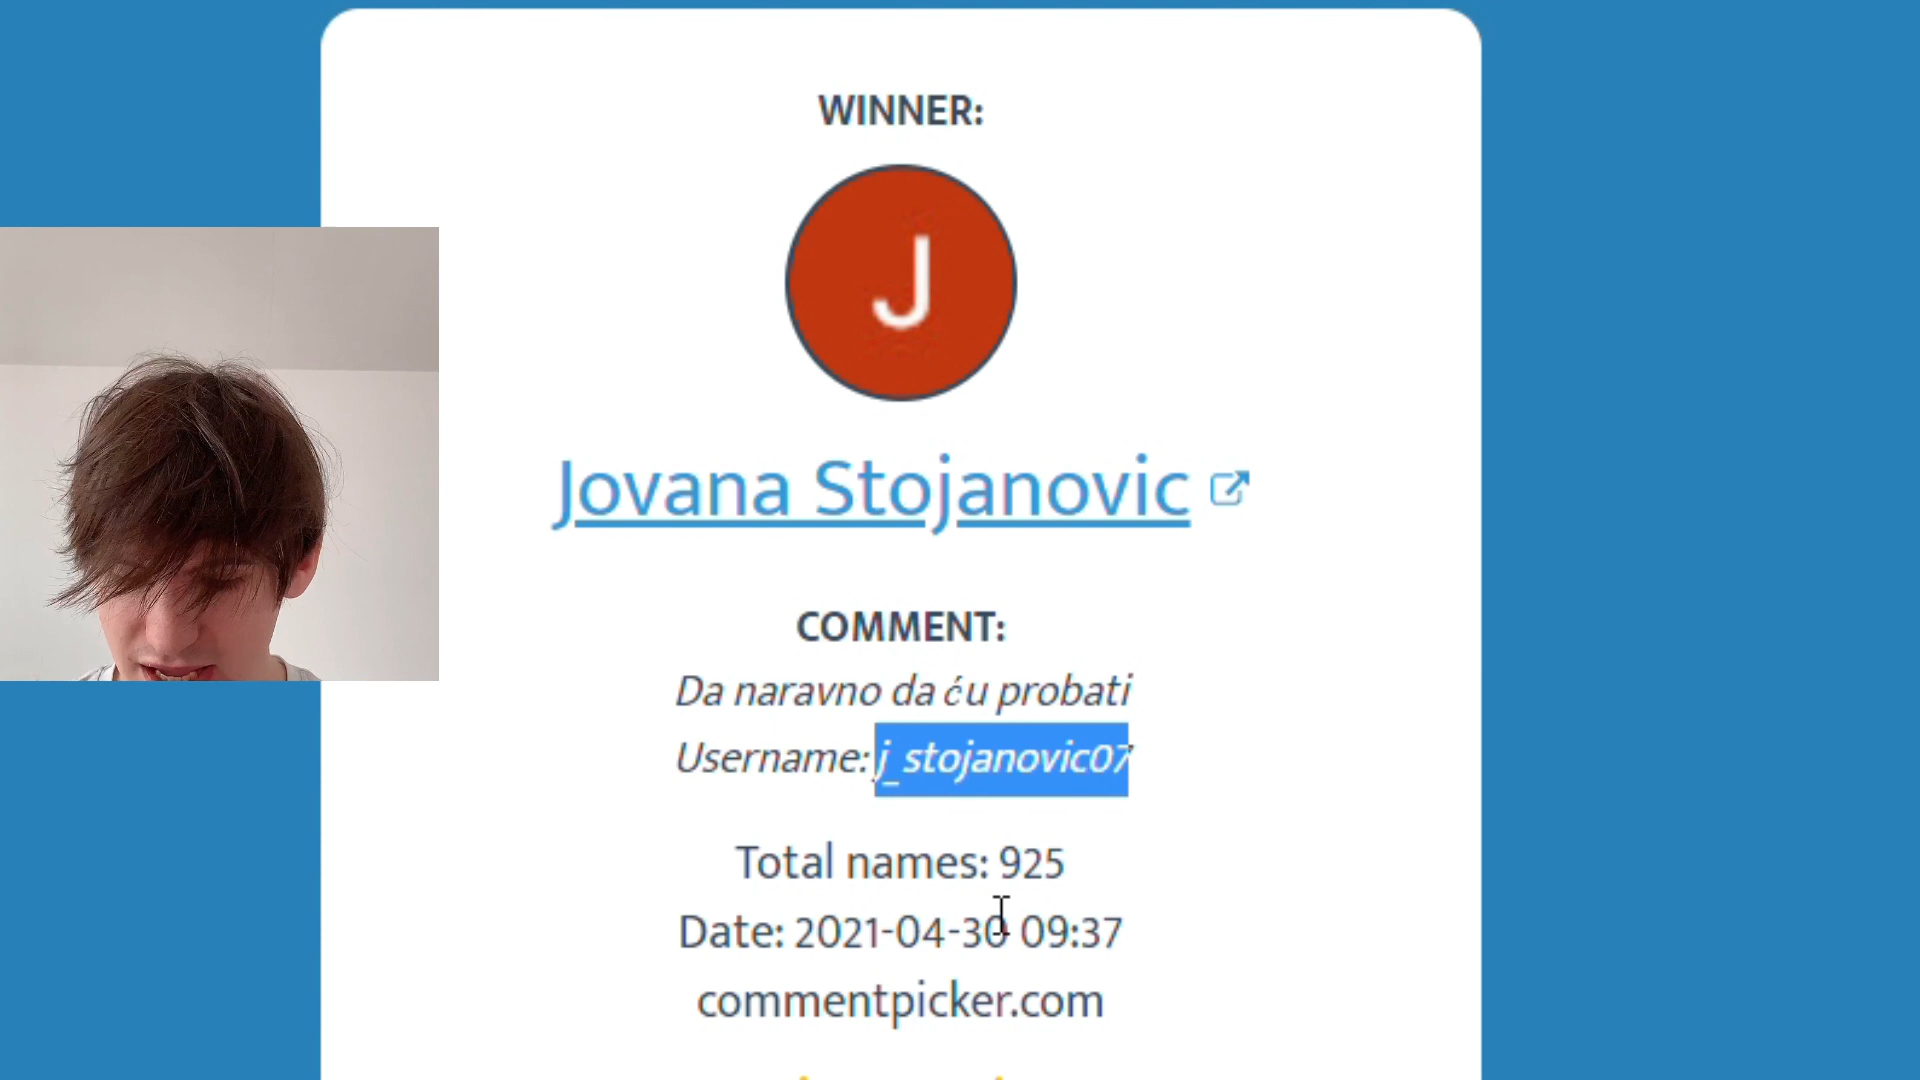 WINNER:
J
Jovana Stojanovic
COMMENT:
Da naravno da ću probati
Username: j_stojanovic07
Total names: 925
Date: 2021-04-30 09:37
commentpicker.com